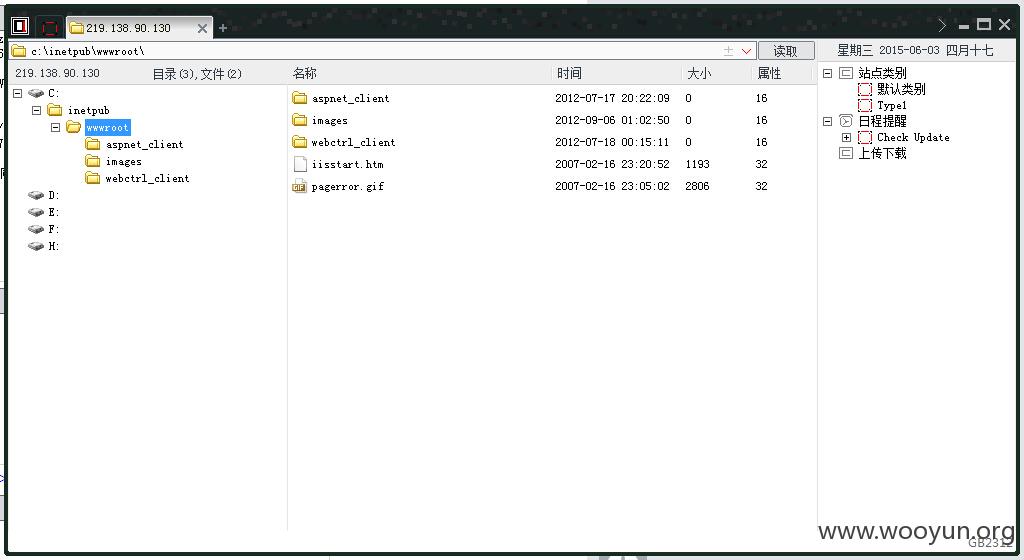 219.138.90.130
c:\inetpub\wwwroot\
读取
星期三 2015-06-03 四月十七
219.138.90.130 目录(3),文件(2)
名称 时间 大小 属性
C:
inetpub
wwwroot
aspnet_client
images
webctrl_client
D:
E:
F:
H:
aspnet_client 2012-07-17 20:22:09 0 16
images 2012-09-06 01:02:50 0 16
webctrl_client 2012-07-18 00:15:11 0 16
iisstart.htm 2007-02-16 23:20:52 1193 32
pagerror.gif 2007-02-16 23:05:02 2806 32
站点类别
默认类别
Type1
日程提醒
Check Update
上传下载
www.wooyun.org
GB2312